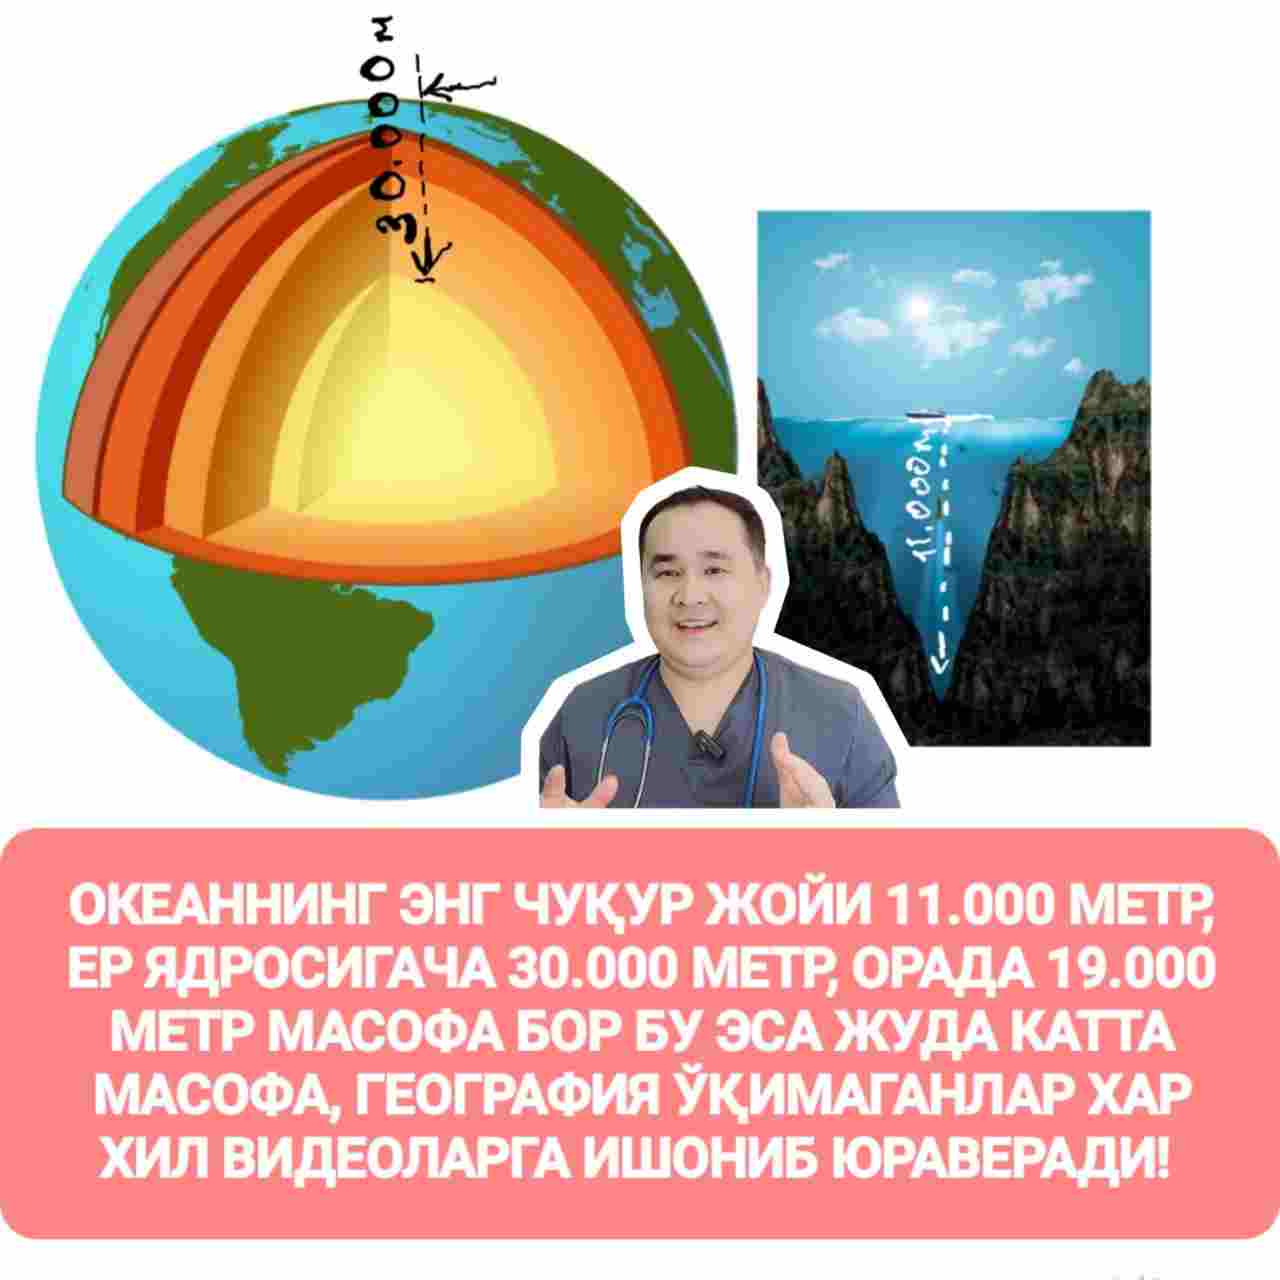 30.000м
11.000м
ОКЕАННИНГ ЭНГ ЧУҚУР ЖОЙИ 11.000 МЕТР,
ЕР ЯДРОСИГАЧА 30.000 МЕТР, ОРАДА 19.000
МЕТР МАСОФА БОР БУ ЭСА ЖУДА КАТТА
МАСОФА, ГЕОГРАФИЯ ЎҚИМАГАНЛАР ХАР
ХИЛ ВИДЕОЛАРГА ИШОНИБ ЮРАВЕРАДИ!